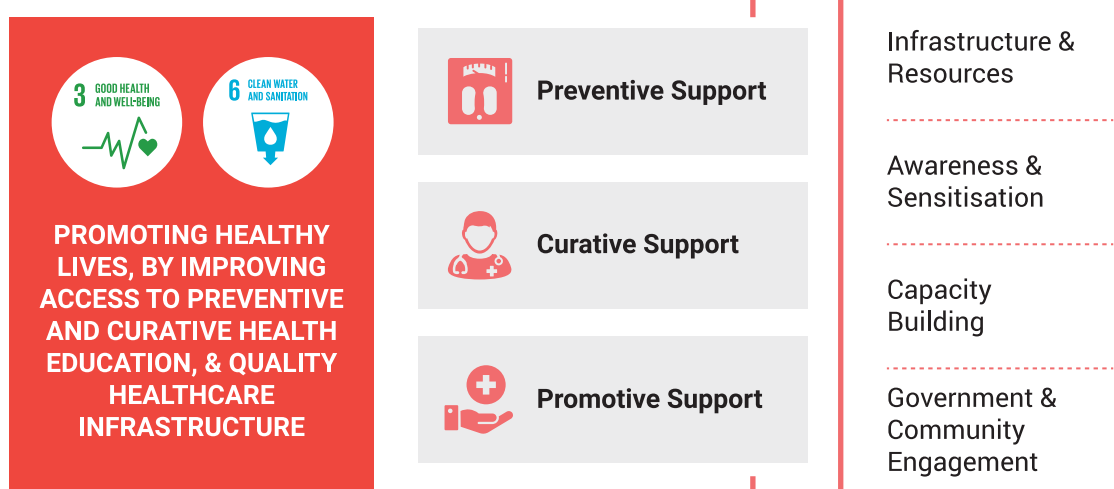 3 GOOD HEALTH
AND WELL-BEING
6 CLEAN WATER
AND SANITATION
PROMOTING HEALTHY
LIVES, BY IMPROVING
ACCESS TO PREVENTIVE
AND CURATIVE HEALTH
EDUCATION, & QUALITY
HEALTHCARE
INFRASTRUCTURE
Preventive Support
Curative Support
Promotive Support
Infrastructure &
Resources
Awareness &
Sensitisation
Capacity
Building
Government &
Community
Engagement